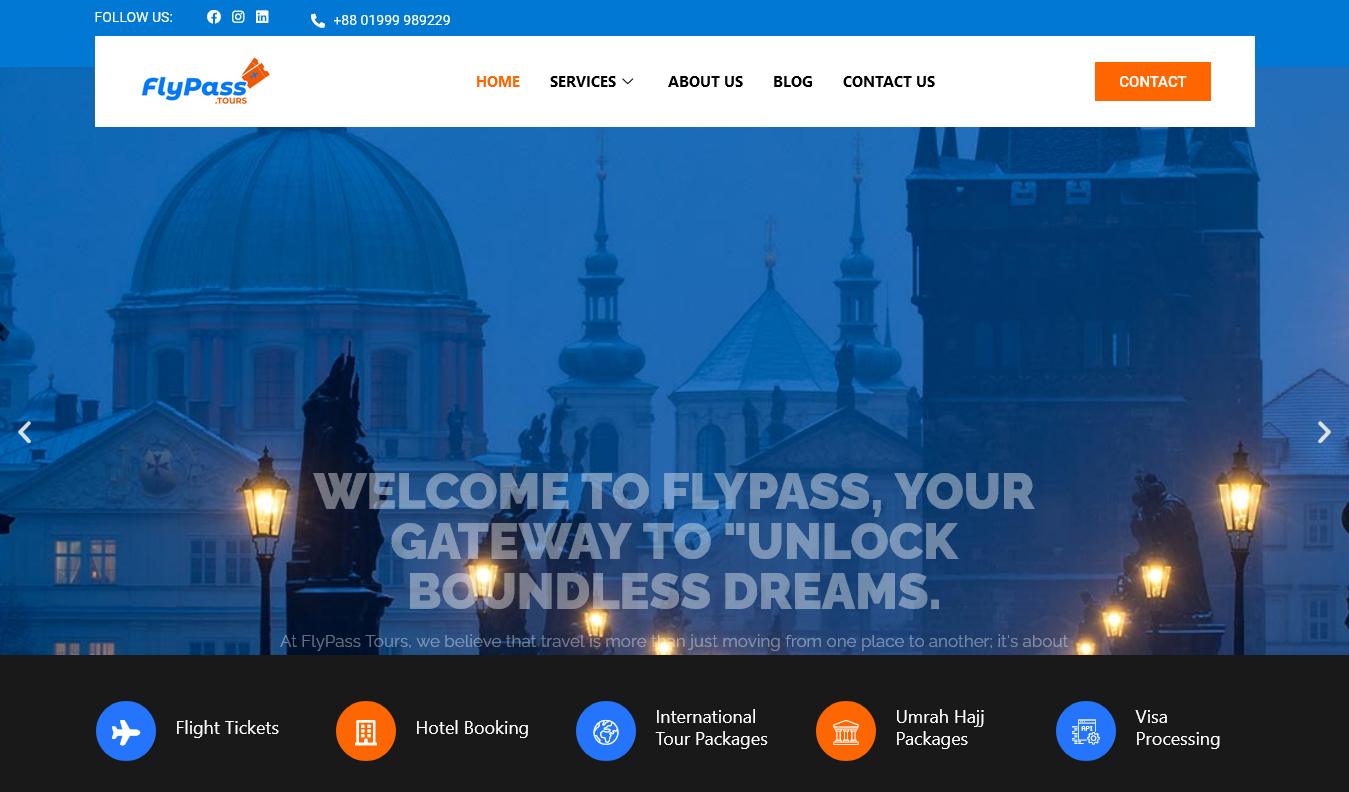 FOLLOW US:
+88 01999 989229
FlyPass
.TOURS
HOME
SERVICES
ABOUT US
BLOG
CONTACT US
CONTACT
WELCOME TO FLYPASS, YOUR
GATEWAY TO "UNLOCK
BOUNDLESS DREAMS.
At FlyPass Tours, we believe that travel is more than just moving from one place to another; it's about
Flight Tickets
Hotel Booking
International
Tour Packages
Umrah Hajj
Packages
API
Visa
Processing